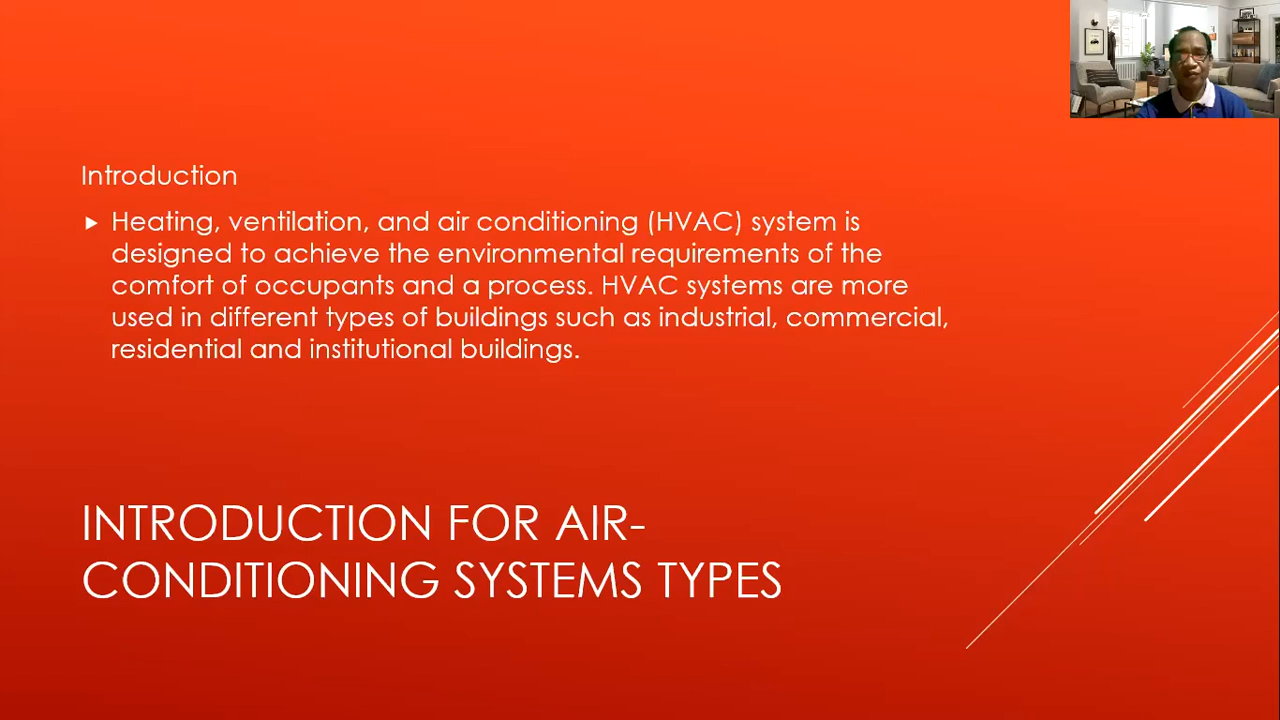 Introduction
Heating, ventilation, and air conditioning (HVAC) system is
designed to achieve the environmental requirements of the
comfort of occupants and a process. HVAC systems are more
used in different types of buildings such as industrial, commercial,
residential and institutional buildings.
INTRODUCTION FOR AIR-
CONDITIONING SYSTEMS TYPES